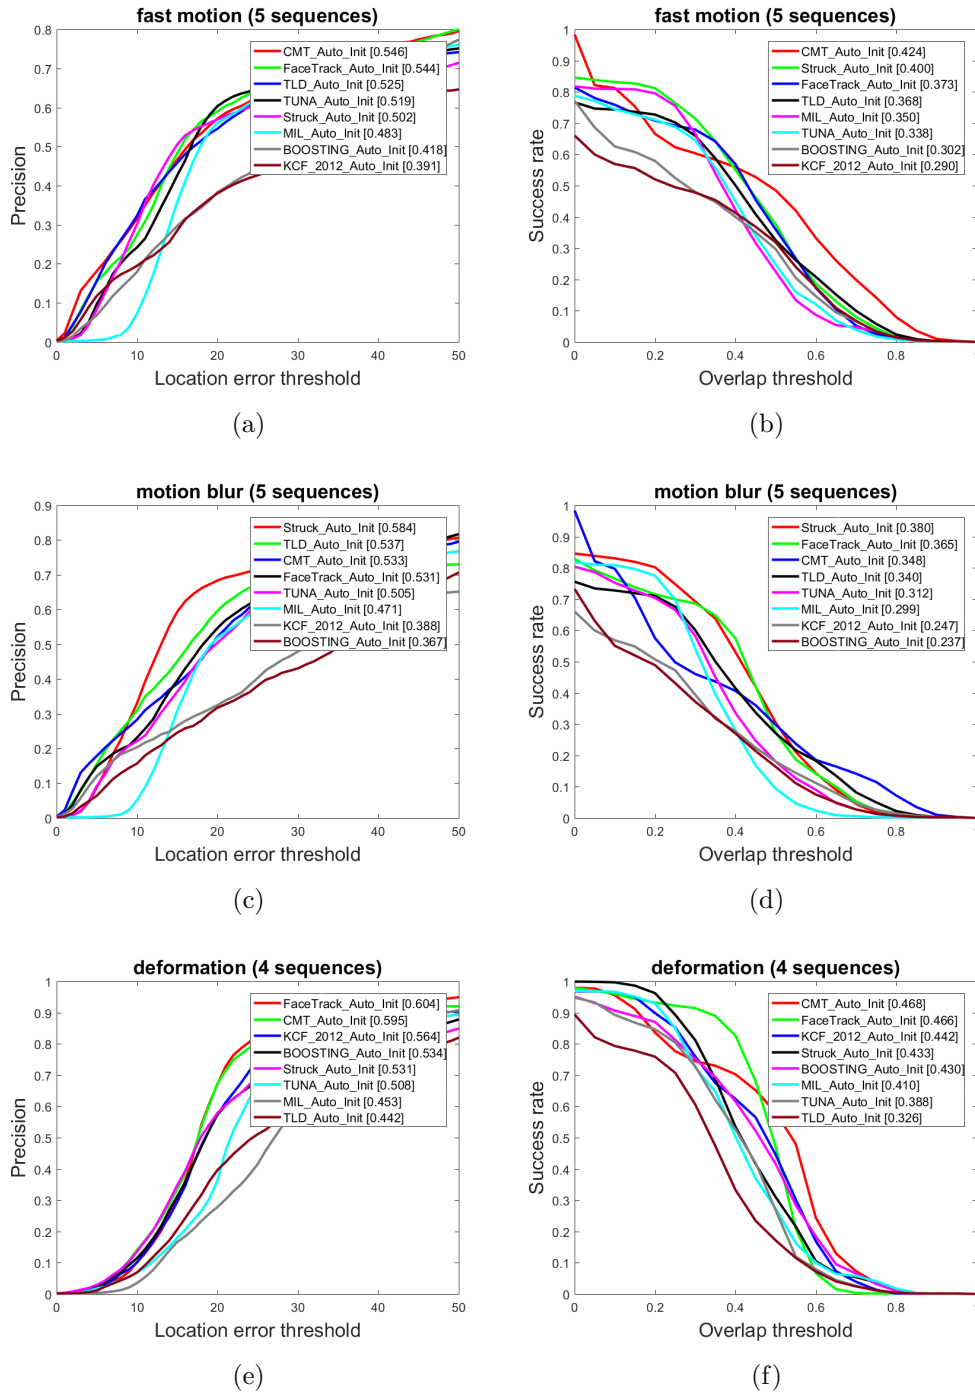 fast motion (5 sequences)
0.8
0.7
0.6
0.5
0.4
0.3
0.2
0.1
0
Precision
CMT_Auto_Init [0.546]
FaceTrack_Auto_Init [0.544]
TLD_Auto_Init [0.525]
TUNA_Auto_Init [0.519]
Struck_Auto_Init [0.502]
MIL_Auto_Init [0.483]
BOOSTING_Auto_Init [0.418]
KCF_2012_Auto_Init [0.391]
0 10 20 30 40 50
Location error threshold
(a)
fast motion (5 sequences)
1
0.9
0.8
0.7
0.6
0.5
0.4
0.3
0.2
0.1
0
Success rate
CMT_Auto_Init [0.424]
Struck_Auto_Init [0.400]
FaceTrack_Auto_Init [0.373]
TLD_Auto_Init [0.368]
MIL_Auto_Init [0.350]
TUNA_Auto_Init [0.338]
BOOSTING_Auto_Init [0.302]
KCF_2012_Auto_Init [0.290]
0 0.2 0.4 0.6 0.8
Overlap threshold
(b)
motion blur (5 sequences)
0.9
0.8
0.7
0.6
0.5
0.4
0.3
0.2
0.1
0
Precision
Struck_Auto_Init [0.584]
TLD_Auto_Init [0.537]
CMT_Auto_Init [0.533]
FaceTrack_Auto_Init [0.531]
TUNA_Auto_Init [0.505]
MIL_Auto_Init [0.471]
KCF_2012_Auto_Init [0.388]
BOOSTING_Auto_Init [0.367]
0 10 20 30 40 50
Location error threshold
(c)
motion blur (5 sequences)
1
0.9
0.8
0.7
0.6
0.5
0.4
0.3
0.2
0.1
0
Success rate
Struck_Auto_Init [0.380]
FaceTrack_Auto_Init [0.365]
CMT_Auto_Init [0.348]
TLD_Auto_Init [0.340]
TUNA_Auto_Init [0.312]
MIL_Auto_Init [0.299]
KCF_2012_Auto_Init [0.247]
BOOSTING_Auto_Init [0.237]
0 0.2 0.4 0.6 0.8
Overlap threshold
(d)
deformation (4 sequences)
1
0.9
0.8
0.7
0.6
0.5
0.4
0.3
0.2
0.1
0
Precision
FaceTrack_Auto_Init [0.604]
CMT_Auto_Init [0.595]
KCF_2012_Auto_Init [0.564]
BOOSTING_Auto_Init [0.534]
Struck_Auto_Init [0.531]
TUNA_Auto_Init [0.508]
MIL_Auto_Init [0.453]
TLD_Auto_Init [0.442]
0 10 20 30 40 50
Location error threshold
(e)
deformation (4 sequences)
1
0.9
0.8
0.7
0.6
0.5
0.4
0.3
0.2
0.1
0
Success rate
CMT_Auto_Init [0.468]
FaceTrack_Auto_Init [0.466]
KCF_2012_Auto_Init [0.442]
Struck_Auto_Init [0.433]
BOOSTING_Auto_Init [0.430]
MIL_Auto_Init [0.410]
TUNA_Auto_Init [0.388]
TLD_Auto_Init [0.326]
0 0.2 0.4 0.6 0.8
Overlap threshold
(f)